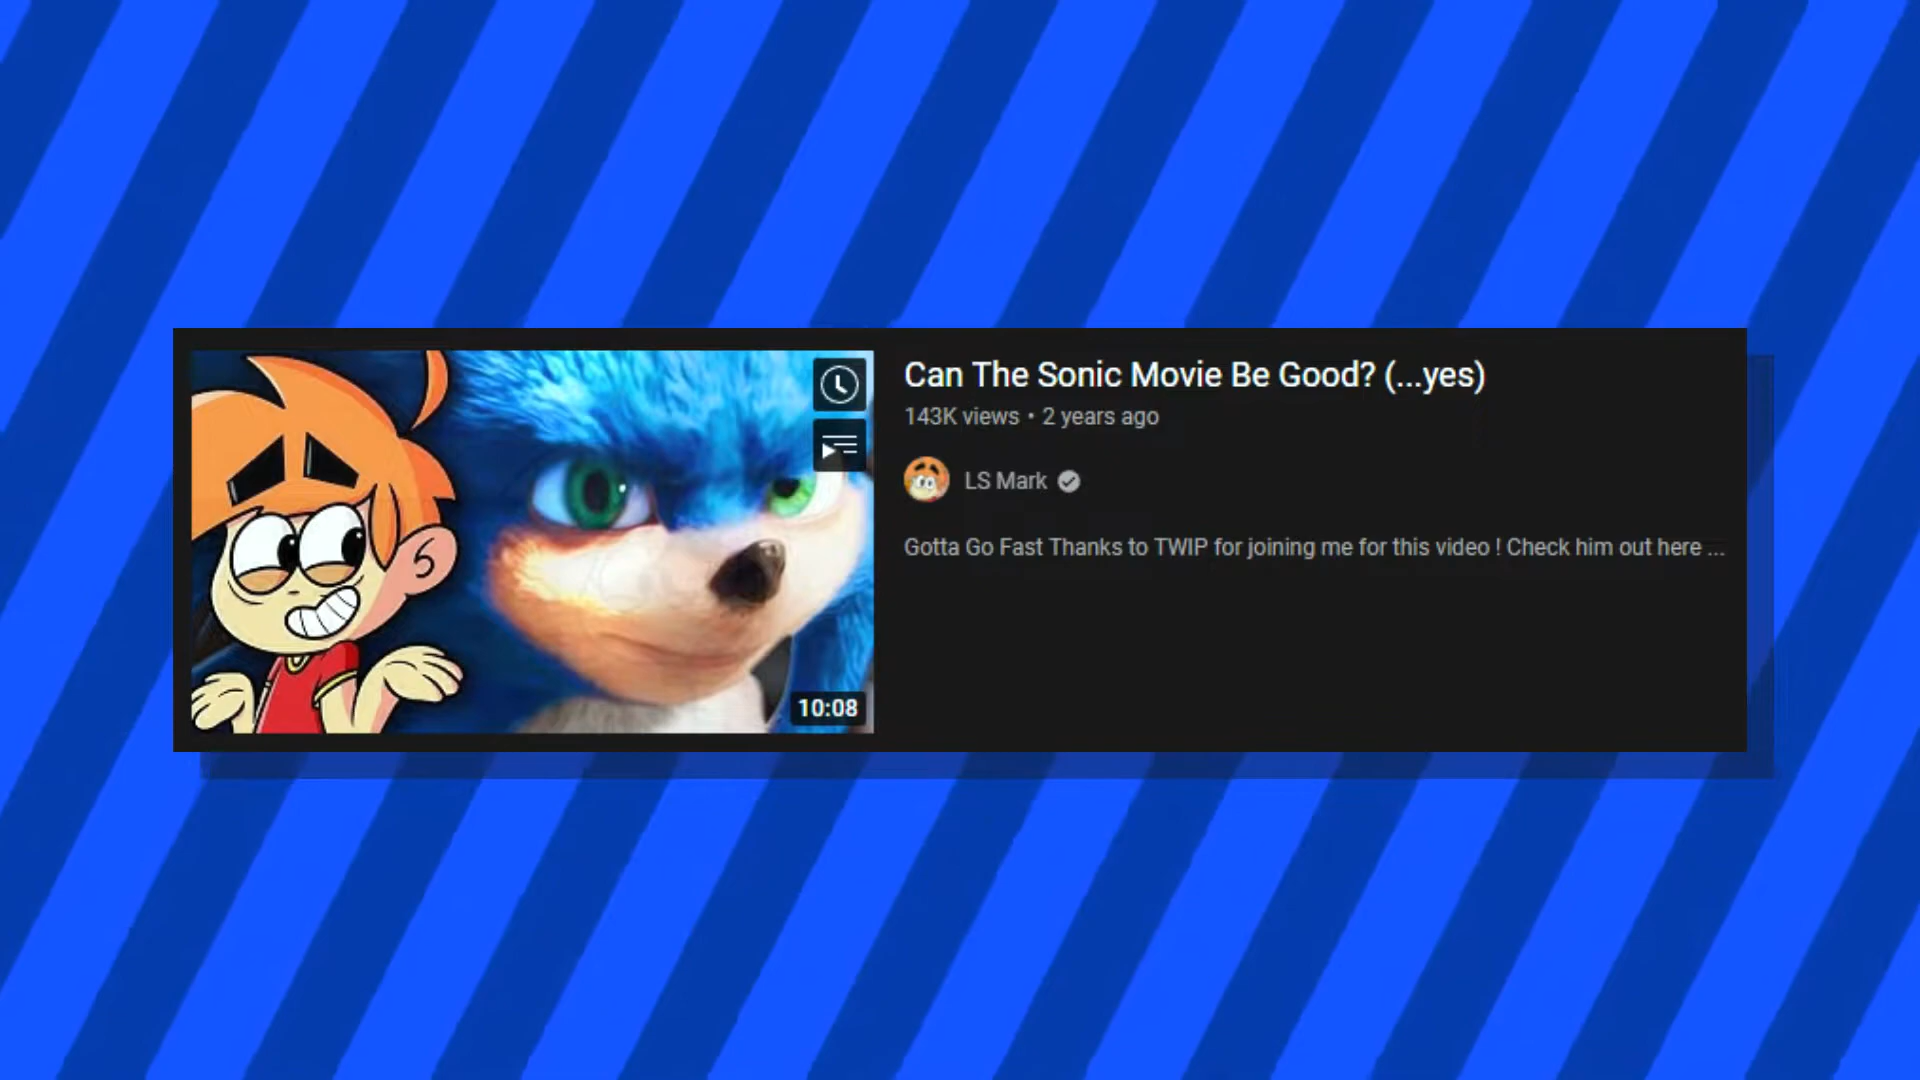 Can The Sonic Movie Be Good? (...yes)
143K views • 2 years ago
LS Mark
Gotta Go Fast Thanks to TWIP for joining me for this video ! Check him out here ...
10:08